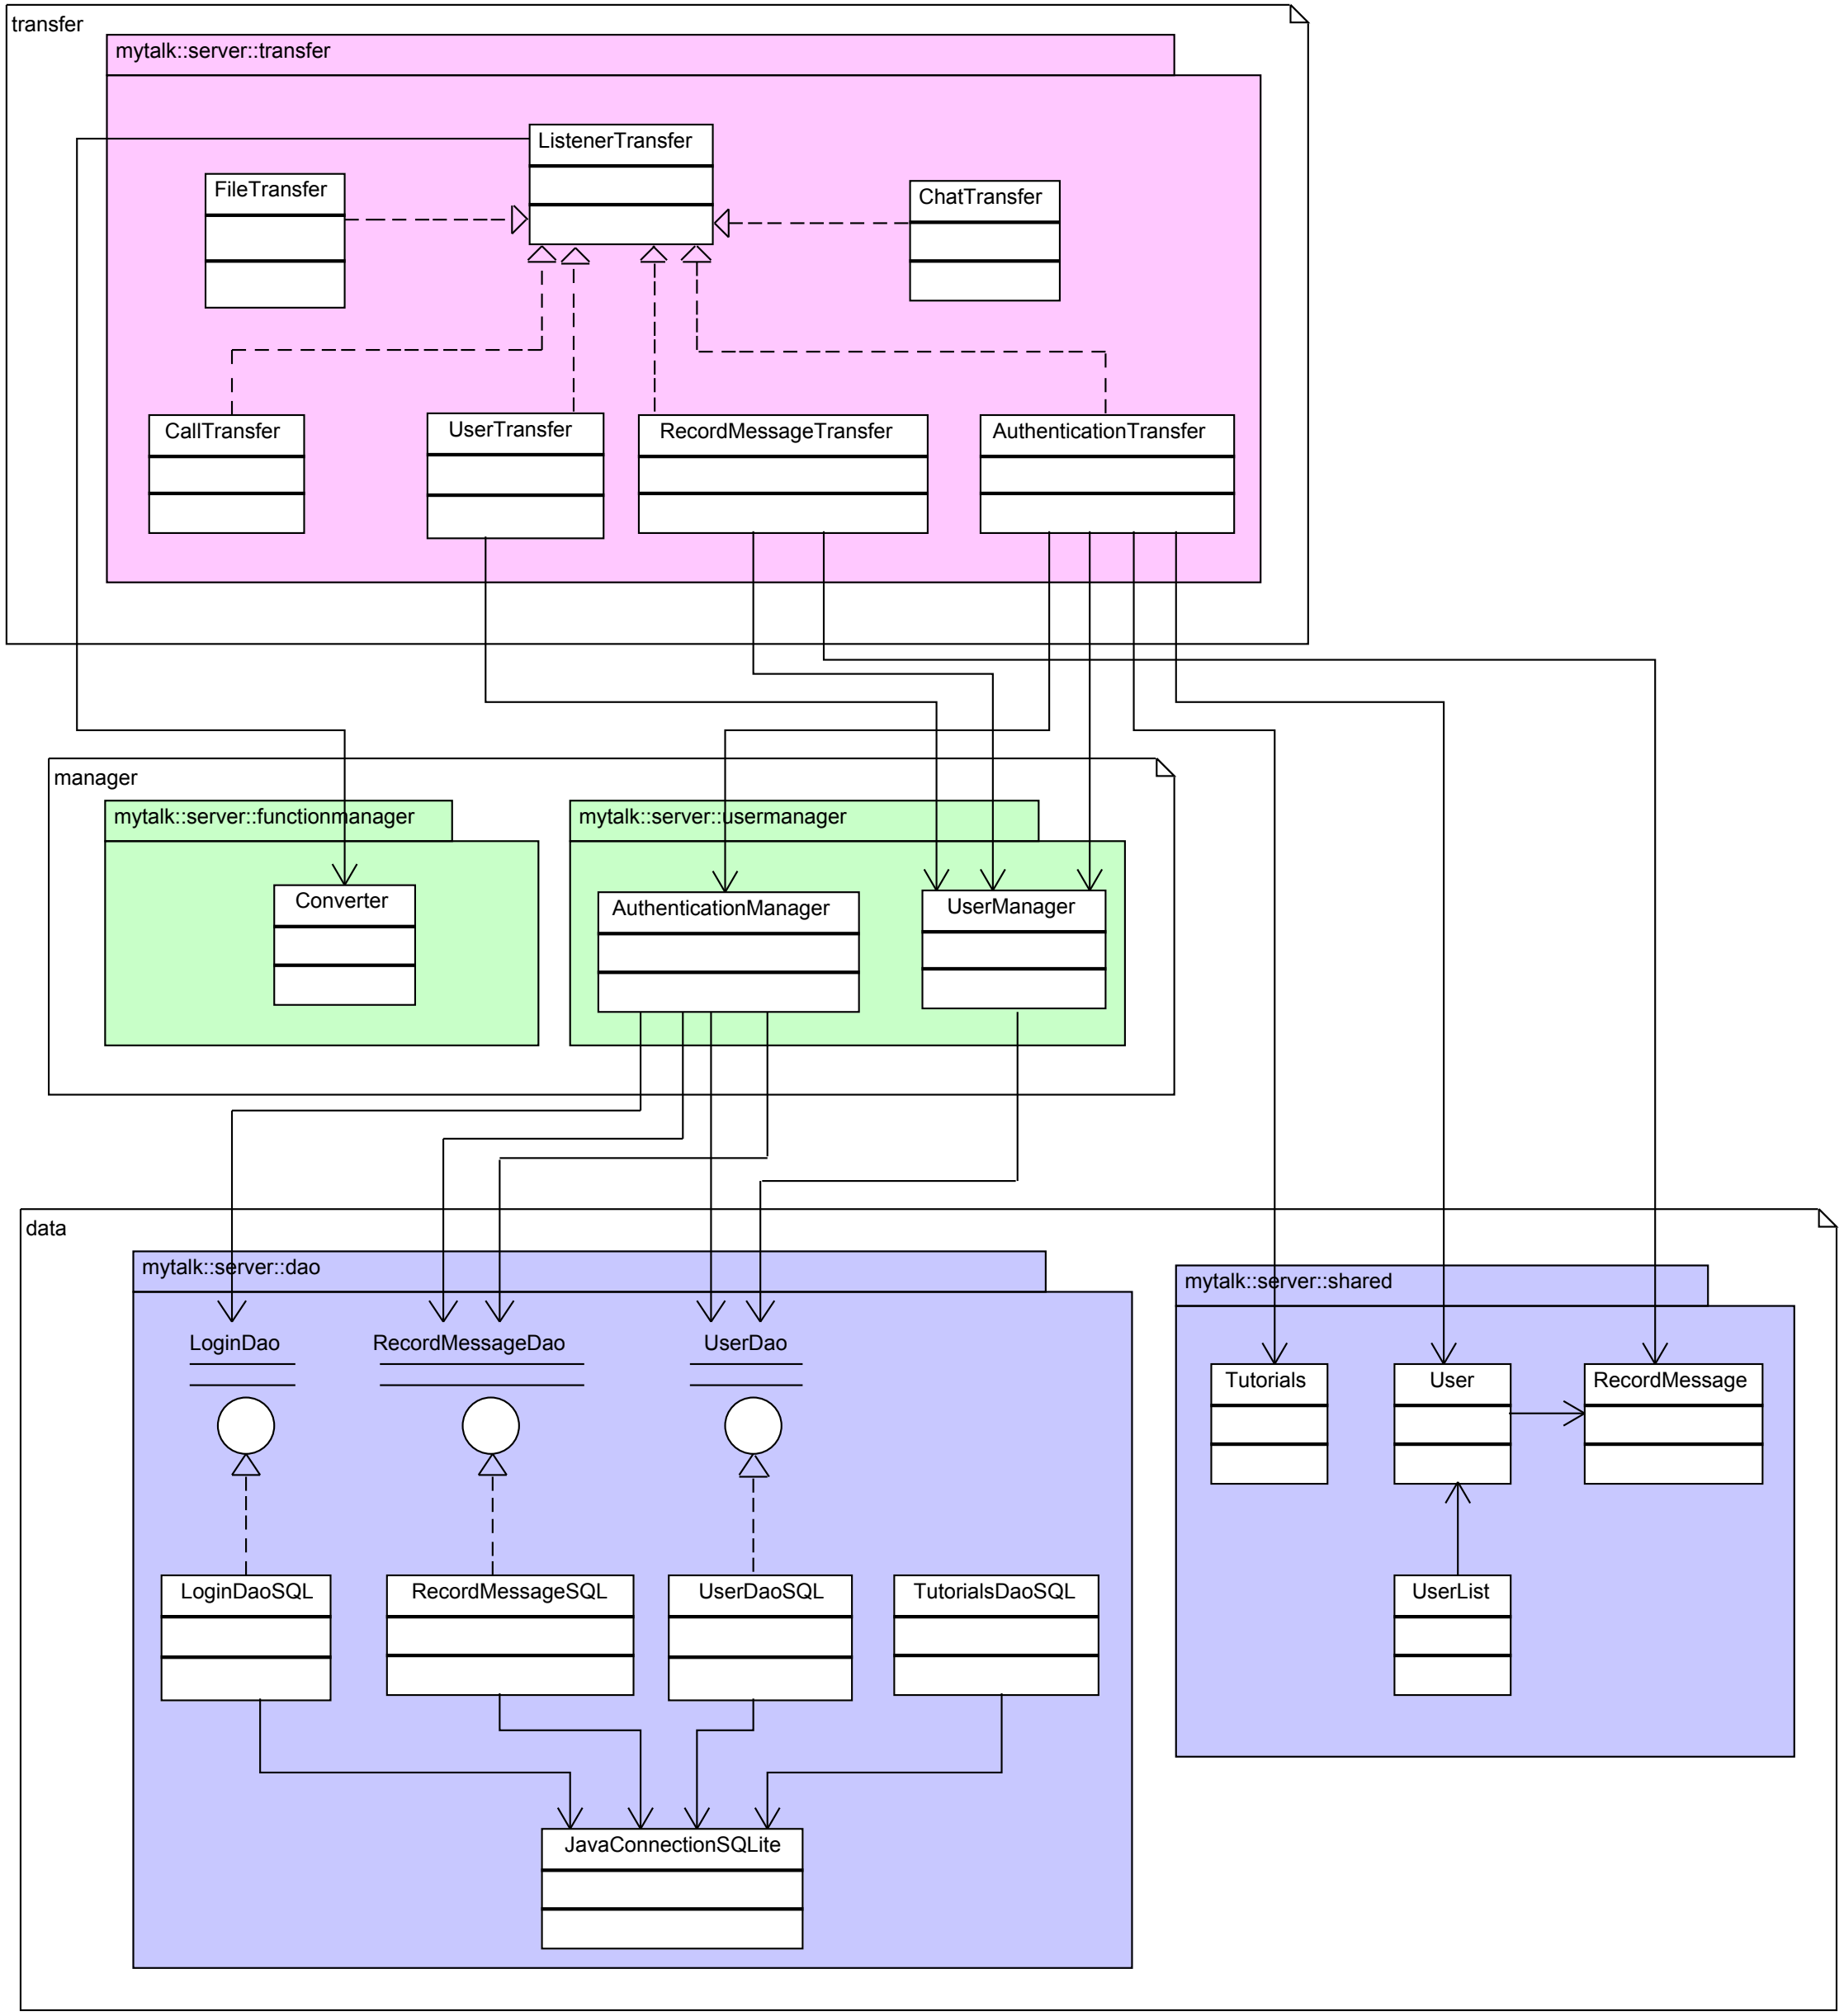 transfer
mytalk::server::transfer
ListenerTransfer
FileTransfer
ChatTransfer
CallTransfer
UserTransfer
RecordMessageTransfer
AuthenticationTransfer
manager
mytalk::server::functionmanager
mytalk::server::usermanager
Converter
AuthenticationManager
UserManager
data
mytalk::server::dao
mytalk::server::shared
LoginDao
RecordMessageDao
UserDao
Tutorials
User
RecordMessage
LoginDaoSQL
RecordMessageSQL
UserDaoSQL
TutorialsDaoSQL
UserList
JavaConnectionSQLite